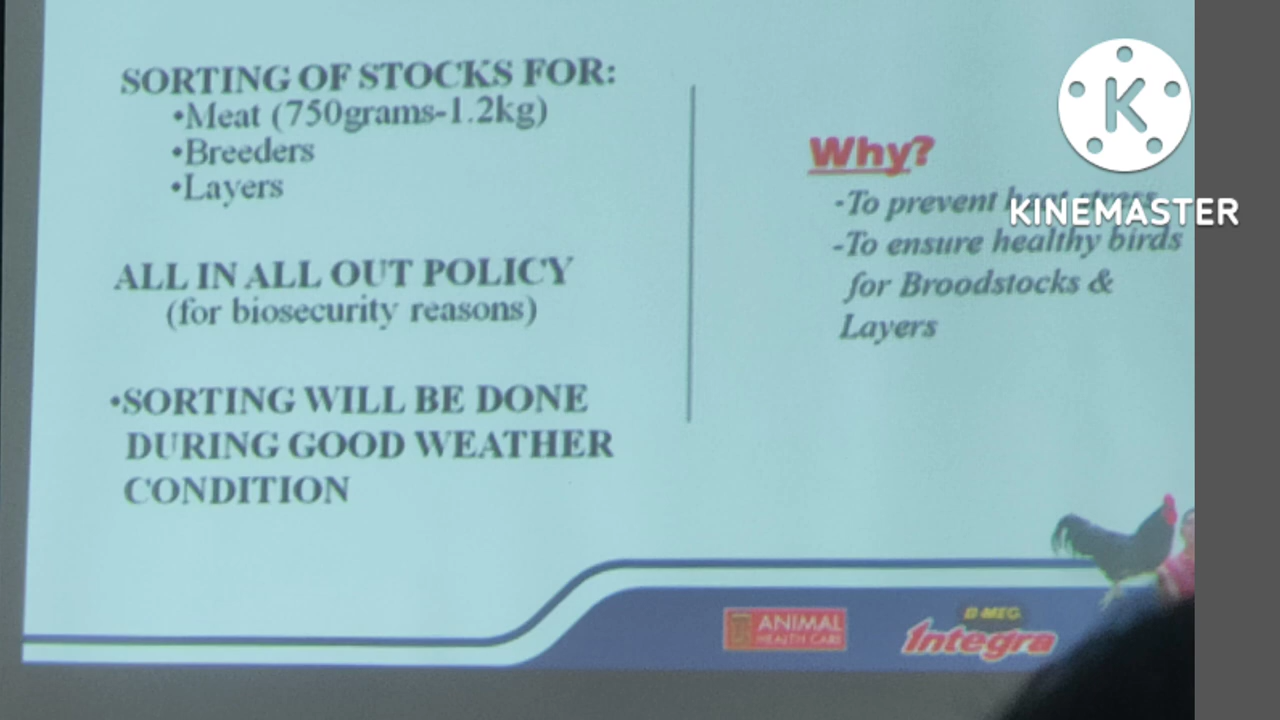 SORTING OF STOCKS FOR:
•Meat (750grams-1.2kg)
•Breeders
•Layers
ALL IN ALL OUT POLICY
(for biosecurity reasons)
•SORTING WILL BE DONE
DURING GOOD WEATHER
CONDITION
Why?
-To prevent heat stress
-To ensure healthy birds
for Broodstocks &
Layers
K
KINEMASTER
ANIMAL
HEALTH CARE
B-MEG
Integra